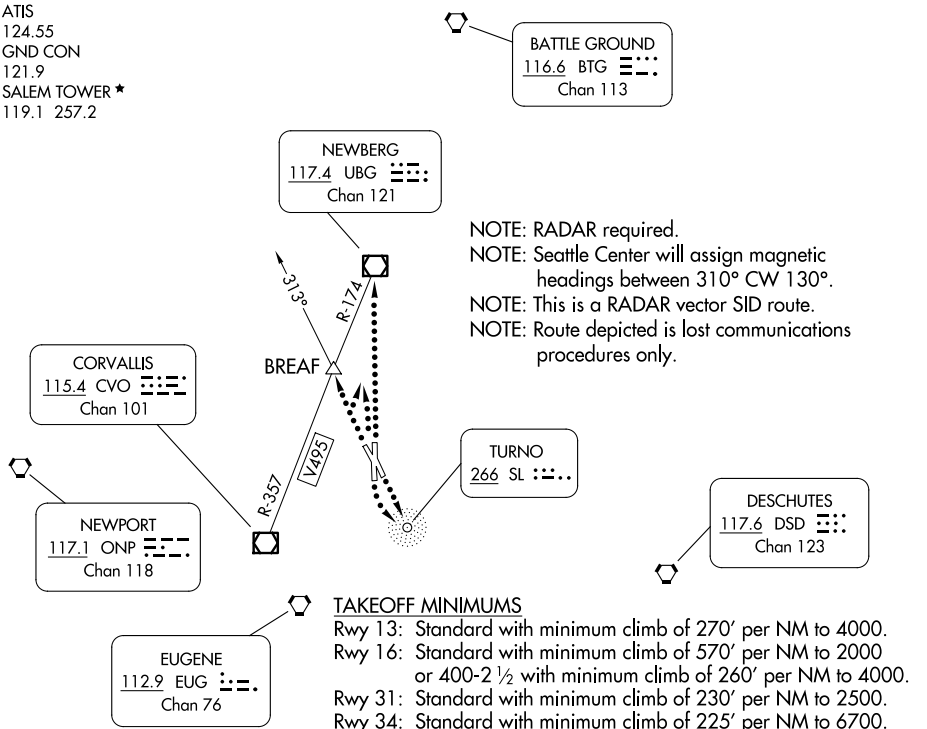 ATIS
124.55
GND CON
121.9
SALEM TOWER ★
119.1 257.2
BATTLE GROUND
116.6 BTG
Chan 113
NEWBERG
117.4 UBG
Chan 121
NOTE: RADAR required.
NOTE: Seattle Center will assign magnetic
headings between 310° CW 130°.
NOTE: This is a RADAR vector SID route.
NOTE: Route depicted is lost communications
procedures only.
313°
R-174
BREAF
CORVALLIS
115.4 CVO
Chan 101
V495
R-357
TURNO
266 SL
NEWPORT
117.1 ONP
Chan 118
DESCHUTES
117.6 DSD
Chan 123
EUGENE
112.9 EUG
Chan 76
TAKEOFF MINIMUMS
Rwy 13: Standard with minimum climb of 270' per NM to 4000.
Rwy 16: Standard with minimum climb of 570' per NM to 2000
or 400-2 ½ with minimum climb of 260' per NM to 4000.
Rwy 31: Standard with minimum climb of 230' per NM to 2500.
Rwy 34: Standard with minimum climb of 225' per NM to 6700.